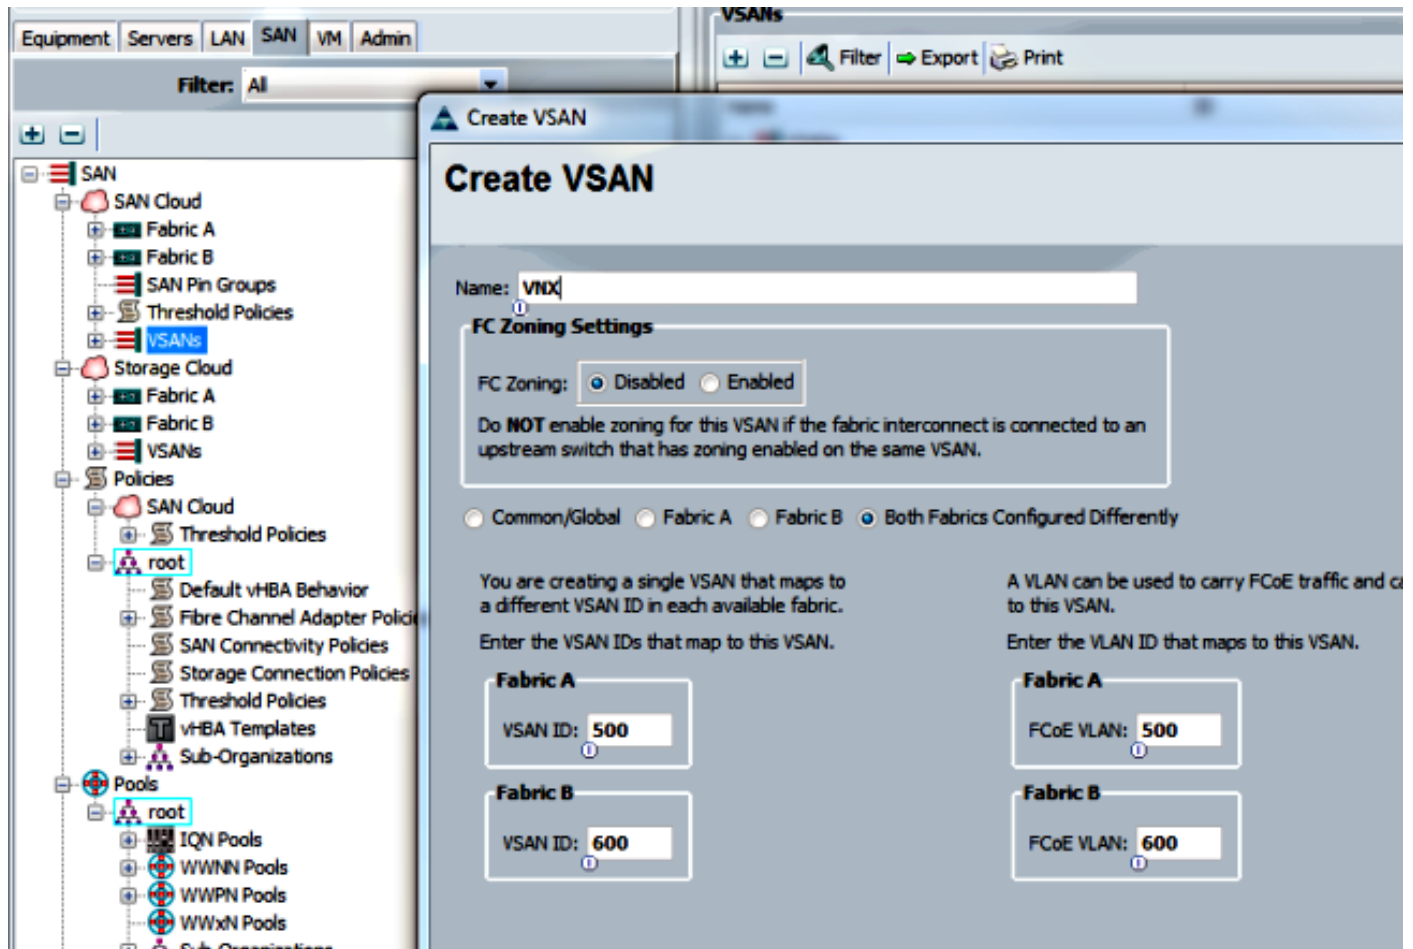 Equipment Servers LAN SAN VM Admin
Filter: All
SAN
SAN Cloud
Fabric A
Fabric B
SAN Pin Groups
Threshold Policies
VSANs
Storage Cloud
Fabric A
Fabric B
VSANs
Policies
SAN Cloud
Threshold Policies
root
Default vHBA Behavior
Fibre Channel Adapter Policie
SAN Connectivity Policies
Storage Connection Policies
Threshold Policies
vHBA Templates
Sub-Organizations
Pools
root
IQN Pools
WWNN Pools
WWPN Pools
WWxN Pools
Sub-Organizations
VSANs
Filter Export Print
Create VSAN
Create VSAN
Name: VNX
FC Zoning Settings
FC Zoning: Disabled Enabled
Do NOT enable zoning for this VSAN if the fabric interconnect is connected to an
upstream switch that has zoning enabled on the same VSAN.
Common/Global Fabric A Fabric B Both Fabrics Configured Differently
You are creating a single VSAN that maps to
a different VSAN ID in each available fabric.
Enter the VSAN IDs that map to this VSAN.
Fabric A
VSAN ID: 500
Fabric B
VSAN ID: 600
A VLAN can be used to carry FCoE traffic and ca
to this VSAN.
Enter the VLAN ID that maps to this VSAN.
Fabric A
FCoE VLAN: 500
Fabric B
FCoE VLAN: 600